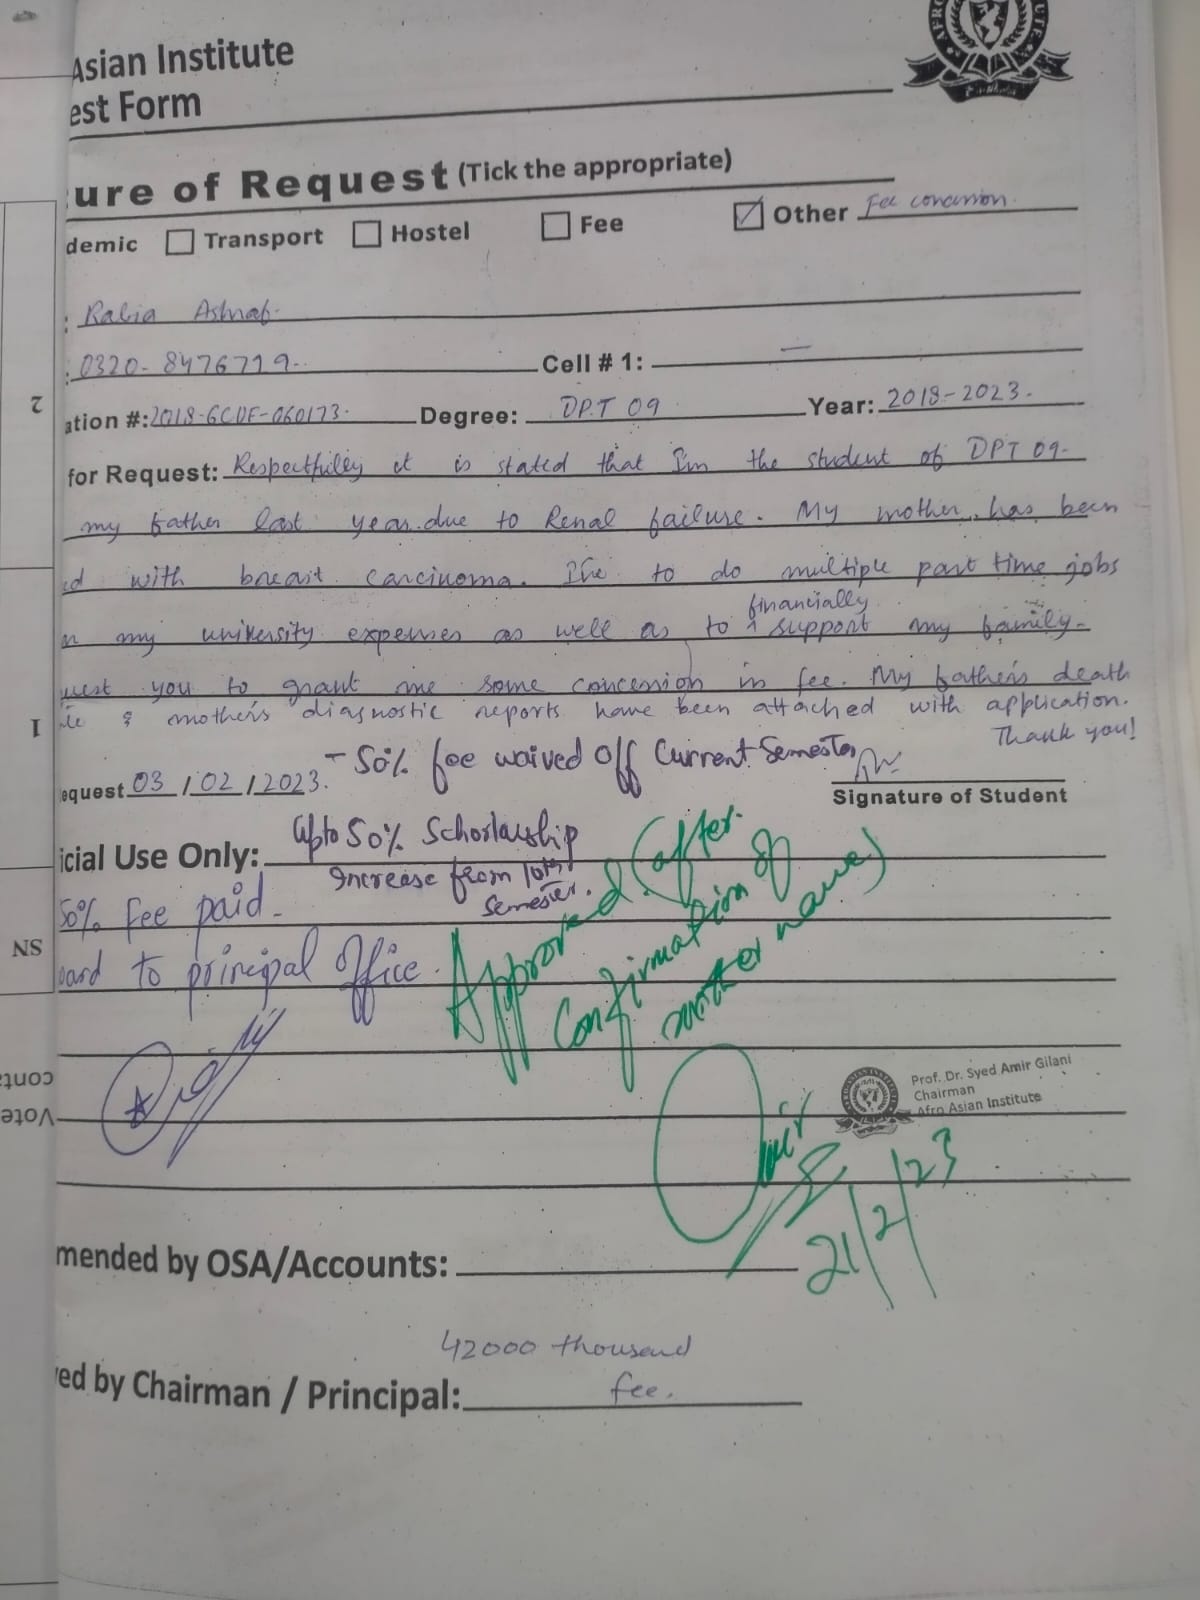 Asian Institute
est Form
ure of Request (Tick the appropriate)
demic Transport Hostel Fee Other Fee concession.
: Rabia Ashraf.
: 0320-8476719. Cell # 1: —
ation #: 2018-GCUF-060173. Degree: DPT 09 Year: 2018-2023.
for Request: Respectfully it is stated that I'm the student of DPT 09.
my father last year due to Renal failure. My mother has been
ed with breast carcinoma. I've to do multiple part time jobs
my university expenses as well as to financially support my family.
uest you to grant me some concession in fee. My father's death
& mother's diagnostic reports have been attached with application.
Thank you!
- 50% fee waived off Current Semester
equest 03/02/2023.
Signature of Student
icial Use Only: upto 50% Schorlarship
Increase from 10th Semester.
50% fee paid.
ward to principal office.
Approved (after confirmation of mother name)
Amir
21/2/23
Prof. Dr. Syed Amir Gilani
Chairman
Afro Asian Institute
mended by OSA/Accounts:
42000 thousand
ved by Chairman / Principal: fee.
2
1
SN
cont
Vote